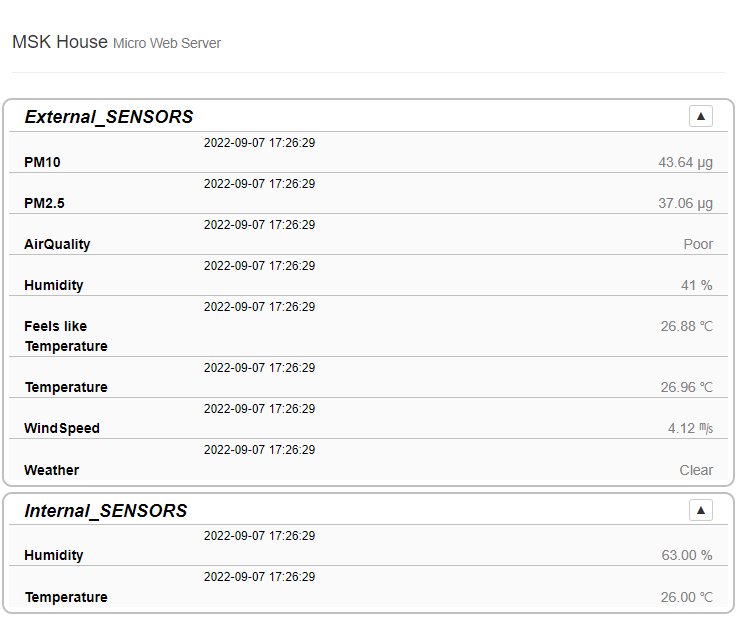 MSK House Micro Web Server
External_SENSORS ▲
2022-09-07 17:26:29
PM10 43.64 µg
2022-09-07 17:26:29
PM2.5 37.06 µg
2022-09-07 17:26:29
AirQuality Poor
2022-09-07 17:26:29
Humidity 41 %
2022-09-07 17:26:29
Feels like 26.88 ℃
Temperature
2022-09-07 17:26:29
Temperature 26.96 ℃
2022-09-07 17:26:29
WindSpeed 4.12 ㎧
2022-09-07 17:26:29
Weather Clear
Internal_SENSORS ▲
2022-09-07 17:26:29
Humidity 63.00 %
2022-09-07 17:26:29
Temperature 26.00 ℃